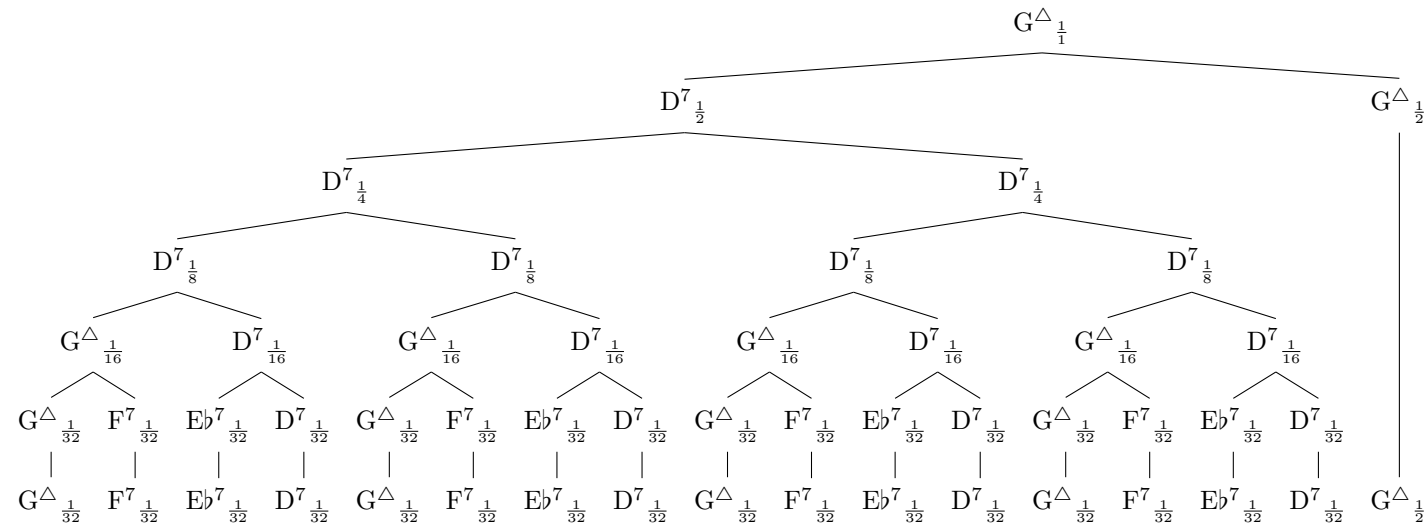 G△ 1/1
D⁷ 1/2 G△ 1/2
D⁷ 1/4 D⁷ 1/4
D⁷ 1/8 D⁷ 1/8 D⁷ 1/8 D⁷ 1/8
G△ 1/16 D⁷ 1/16 G△ 1/16 D⁷ 1/16 G△ 1/16 D⁷ 1/16 G△ 1/16 D⁷ 1/16
G△ 1/32 F⁷ 1/32 E♭⁷ 1/32 D⁷ 1/32 G△ 1/32 F⁷ 1/32 E♭⁷ 1/32 D⁷ 1/32 G△ 1/32 F⁷ 1/32 E♭⁷ 1/32 D⁷ 1/32 G△ 1/32 F⁷ 1/32 E♭⁷ 1/32 D⁷ 1/32
G△ 1/32 F⁷ 1/32 E♭⁷ 1/32 D⁷ 1/32 G△ 1/32 F⁷ 1/32 E♭⁷ 1/32 D⁷ 1/32 G△ 1/32 F⁷ 1/32 E♭⁷ 1/32 D⁷ 1/32 G△ 1/32 F⁷ 1/32 E♭⁷ 1/32 D⁷ 1/32 G△ 1/2